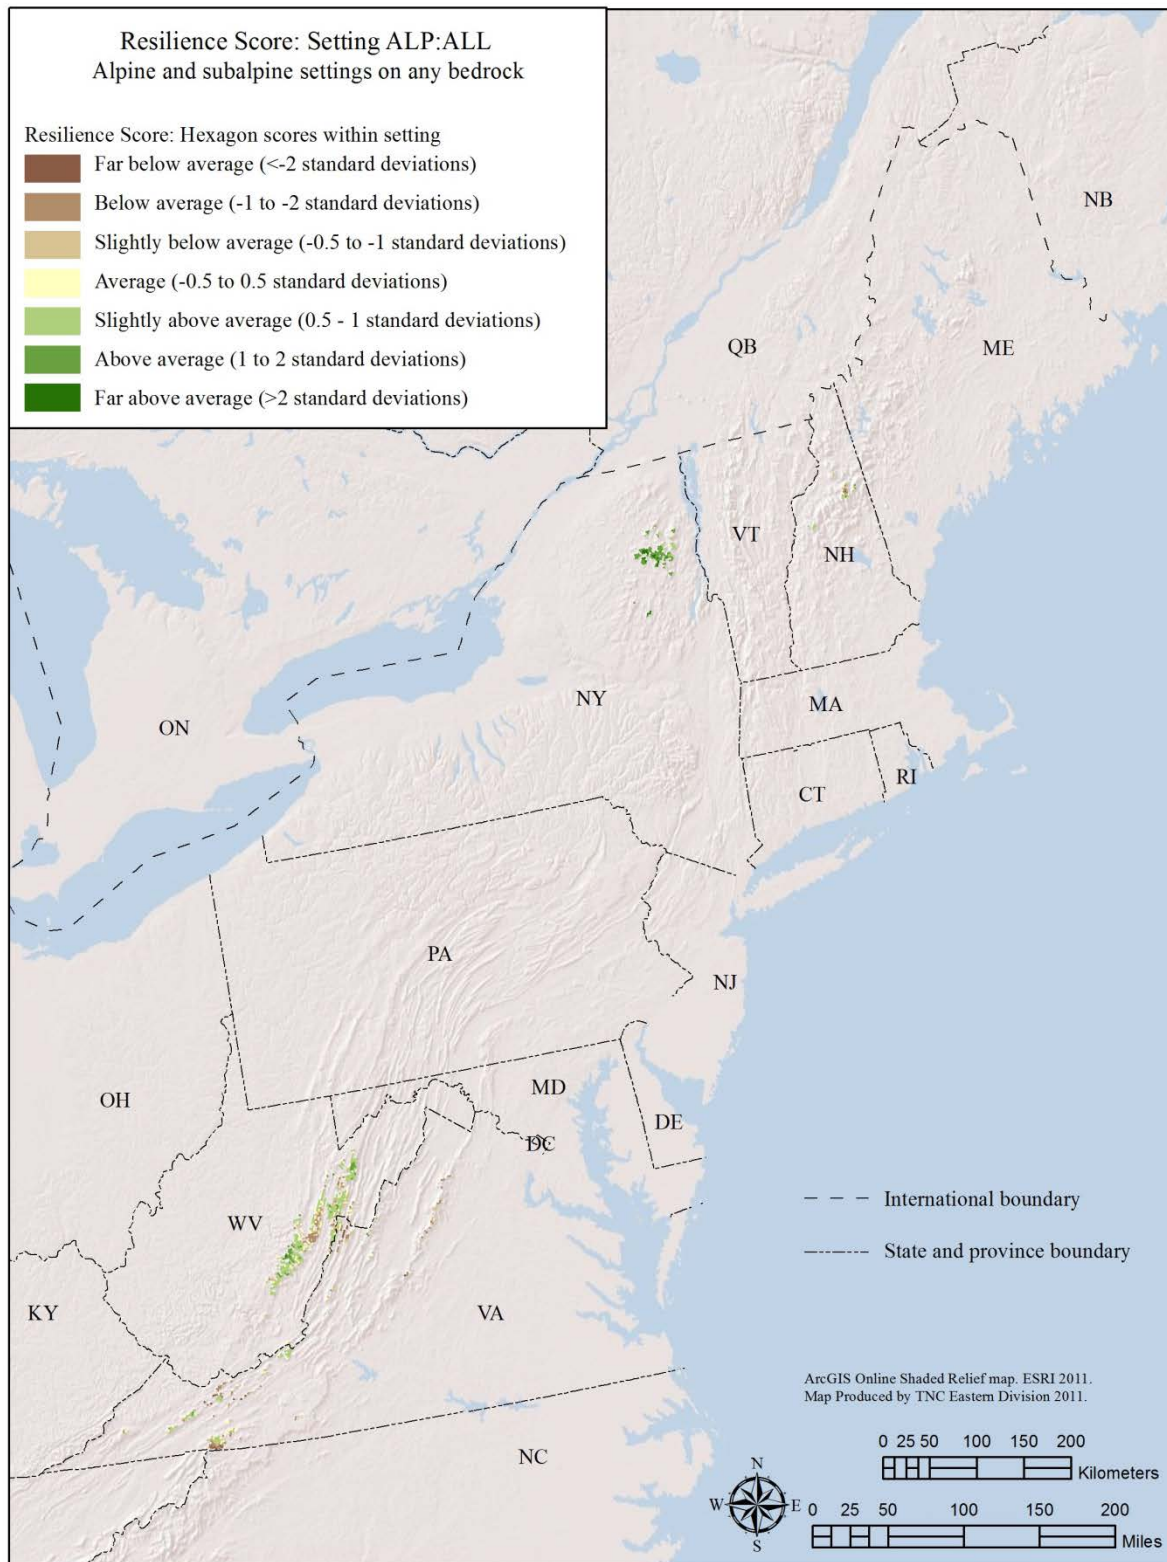 Resilience Score: Setting ALP:ALL
Alpine and subalpine settings on any bedrock
Resilience Score: Hexagon scores within setting
Far below average (<-2 standard deviations)
Below average (-1 to -2 standard deviations)
Slightly below average (-0.5 to -1 standard deviations)
Average (-0.5 to 0.5 standard deviations)
Slightly above average (0.5 - 1 standard deviations)
Above average (1 to 2 standard deviations)
Far above average (>2 standard deviations)
NB
QB
ME
VT
NH
NY
MA
ON
RI
CT
PA
NJ
MD
OH
DE
DC
WV
International boundary
State and province boundary
KY
VA
ArcGIS Online Shaded Relief map. ESRI 2011.
Map Produced by TNC Eastern Division 2011.
NC
0 25 50 100 150 200
Kilometers
N
W E
S
0 25 50 100 150 200
Miles